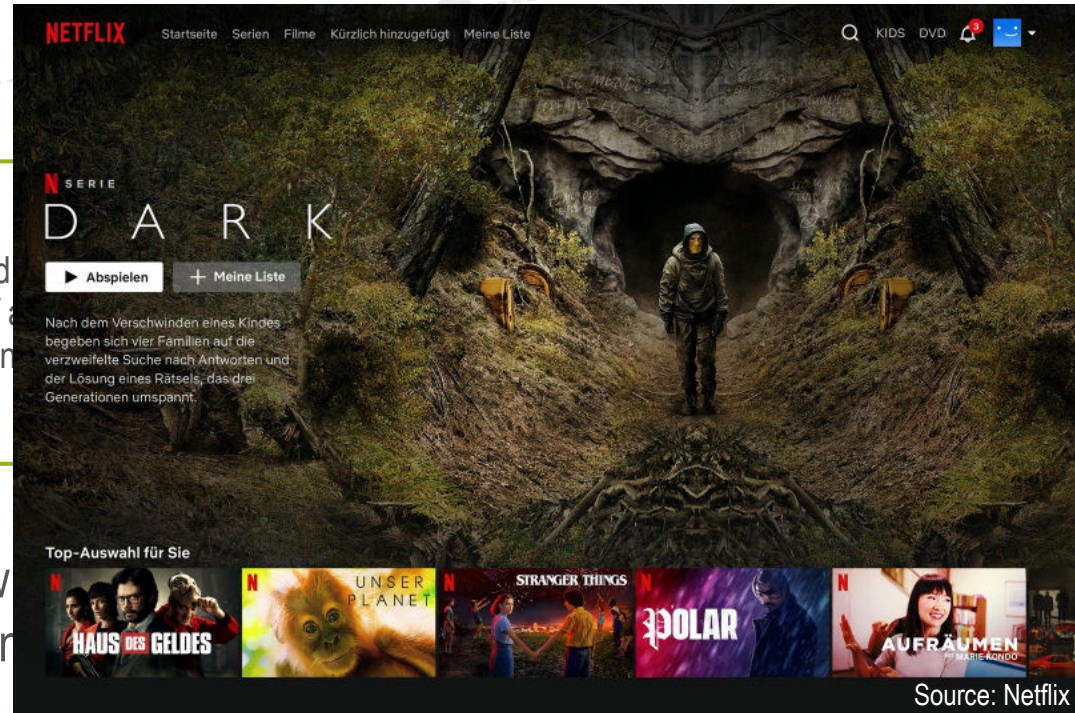 NETFLIX Startseite Serien Filme Kürzlich hinzugefügt Meine Liste KIDS DVD 3
N SERIE
DARK
Abspielen + Meine Liste
Nach dem Verschwinden eines Kindes
begeben sich vier Familien auf die
verzweifelte Suche nach Antworten und
der Lösung eines Rätsels, das drei
Generationen umspannt.
Top-Auswahl für Sie
N HAUS DES GELDES
N UNSER PLANET
N STRANGER THINGS
N POLAR
N AUFRÄUMEN MIT MARIE KONDO
Source: Netflix